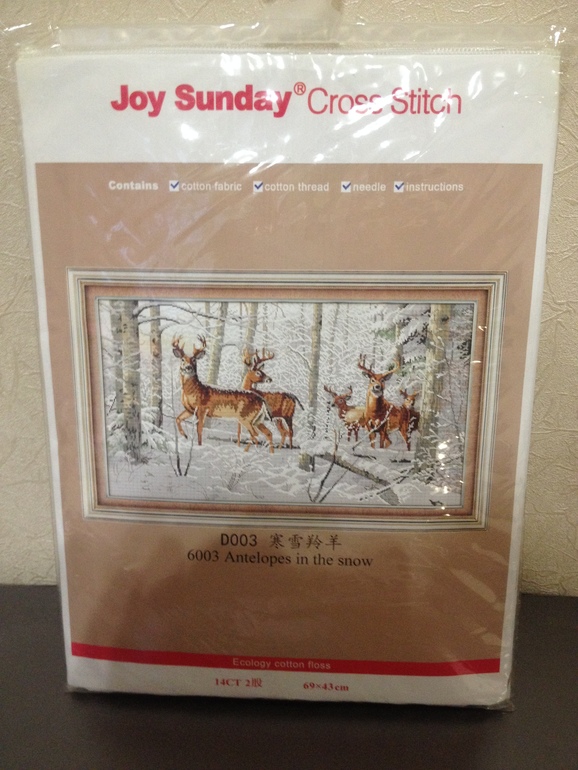 Joy Sunday® Cross Stitch
Contains ☑cotton fabric ☑cotton thread ☑needle ☑instructions
D003 寒雪羚羊
6003 Antelopes in the snow
Ecology cotton floss
14CT 2股 69×43cm